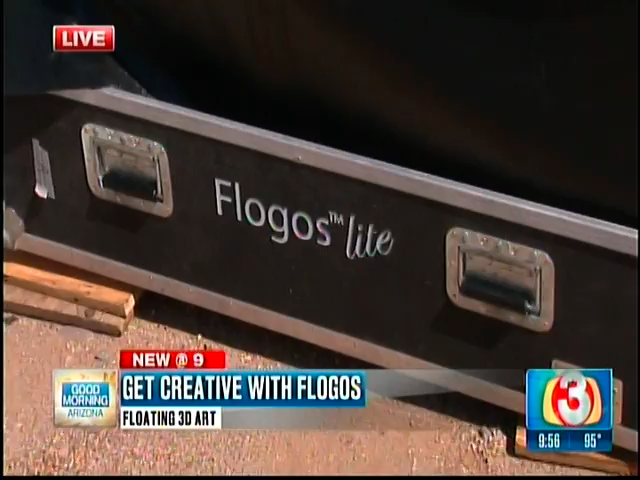 LIVE
Flogos™ lite
NEW @ 9
GET CREATIVE WITH FLOGOS
FLOATING 3D ART
GOOD
MORNING
ARIZONA
3
9:56 95°